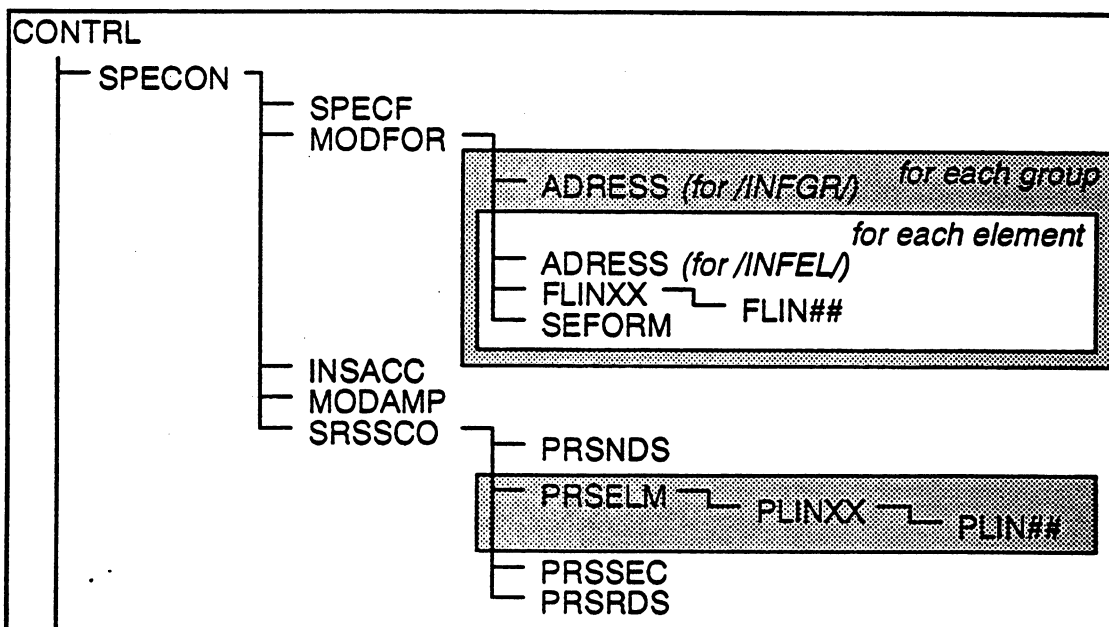 CONTRL
SPECON
SPECF
MODFOR
for each group
ADRESS (for /INFGR/)
for each element
ADRESS (for /INFEL/)
FLINXX FLIN##
SEFORM
INSACC
MODAMP
SRSSCO
PRSNDS
PRSELM PLINXX PLIN##
PRSSEC
PRSRDS